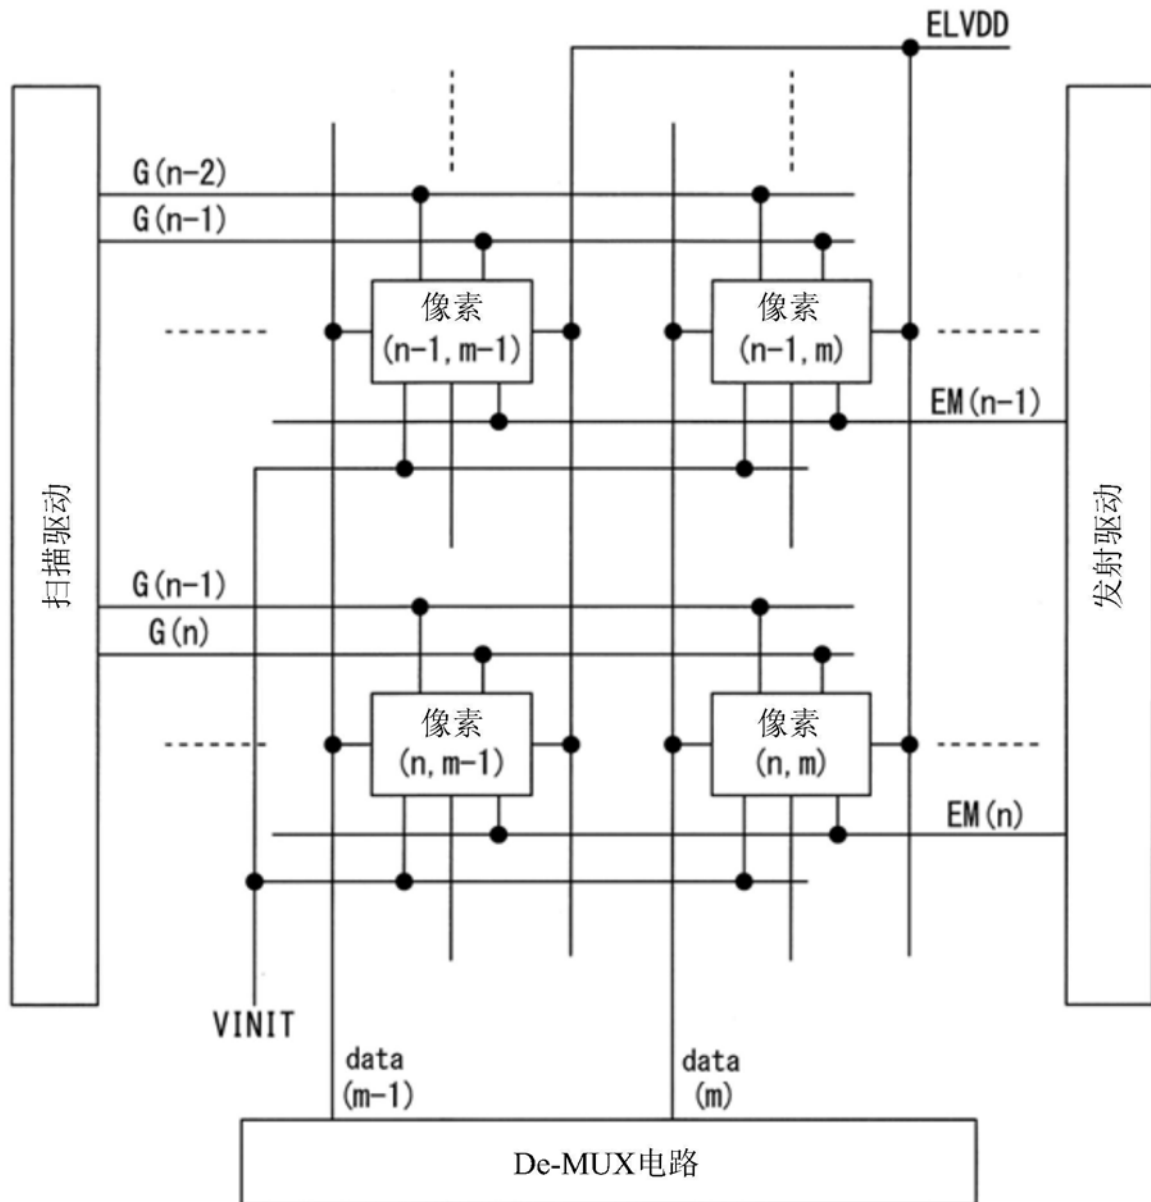 ELVDD
G(n-2)
G(n-1)
像素
(n-1,m-1)
像素
(n-1,m)
EM(n-1)
扫描驱动
发射驱动
G(n-1)
G(n)
像素
(n,m-1)
像素
(n,m)
EM(n)
VINIT
data
(m-1)
data
(m)
De-MUX电路